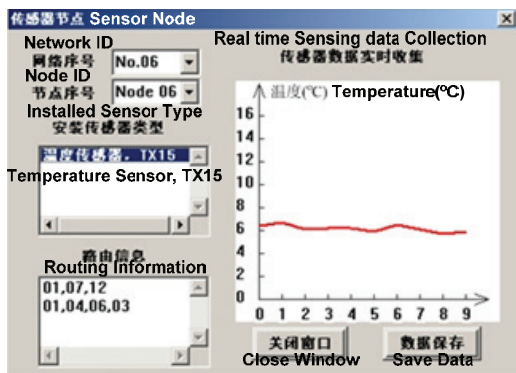 传感器节点 Sensor Node
Network ID
网络序号 No.06
Node ID
节点序号 Node 06
Installed Sensor Type
安装传感器类型
温度传感器, TX15
Temperature Sensor, TX15
路由信息
Routing Information
01,07,12
01,04,06,03
Real time Sensing data Collection
传感器数据实时收集
温度(℃) Temperature(ºC)
16
14
12
10
8
6
4
2
0
0 1 2 3 4 5 6 7 8 9
关闭窗口 数据保存
Close Window Save Data